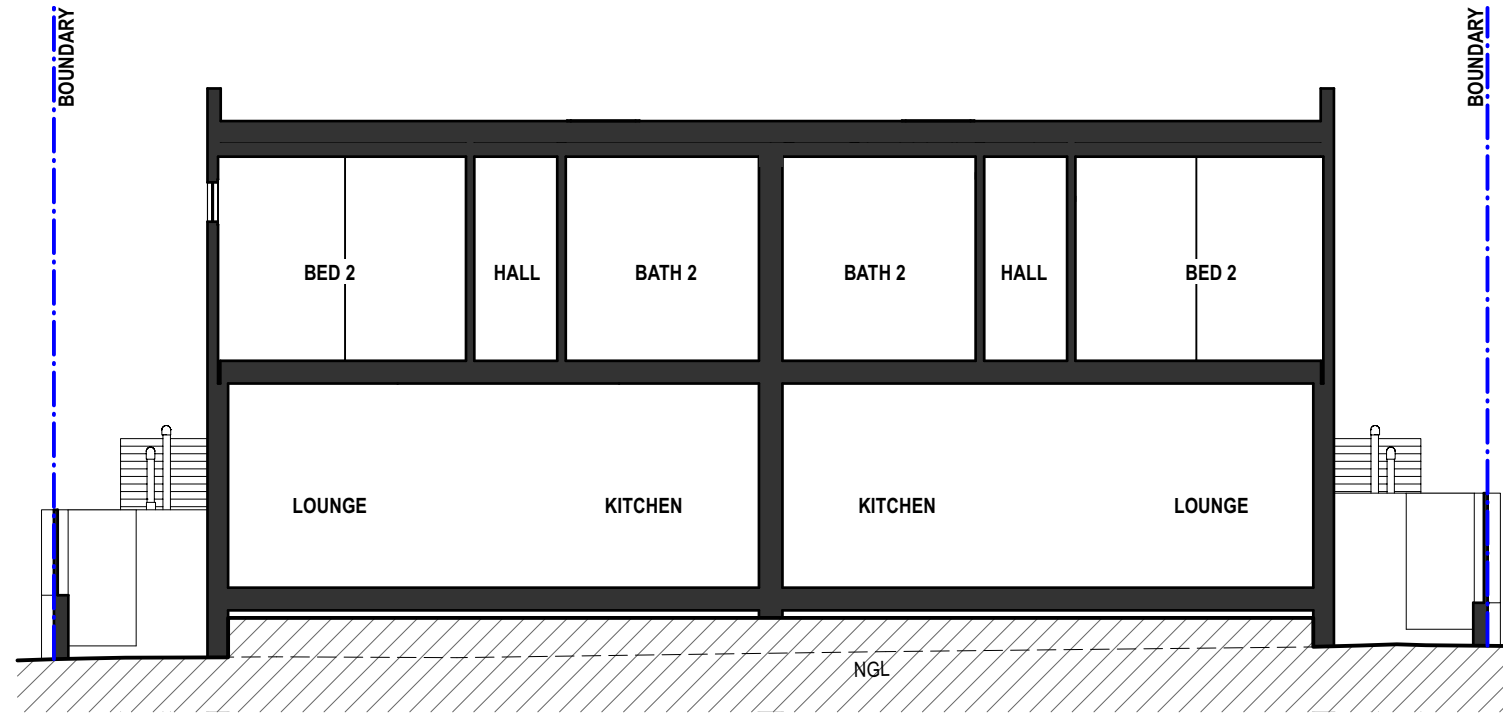 BOUNDARY
BOUNDARY
BED 2
HALL
BATH 2
BATH 2
HALL
BED 2
LOUNGE
KITCHEN
KITCHEN
LOUNGE
NGL